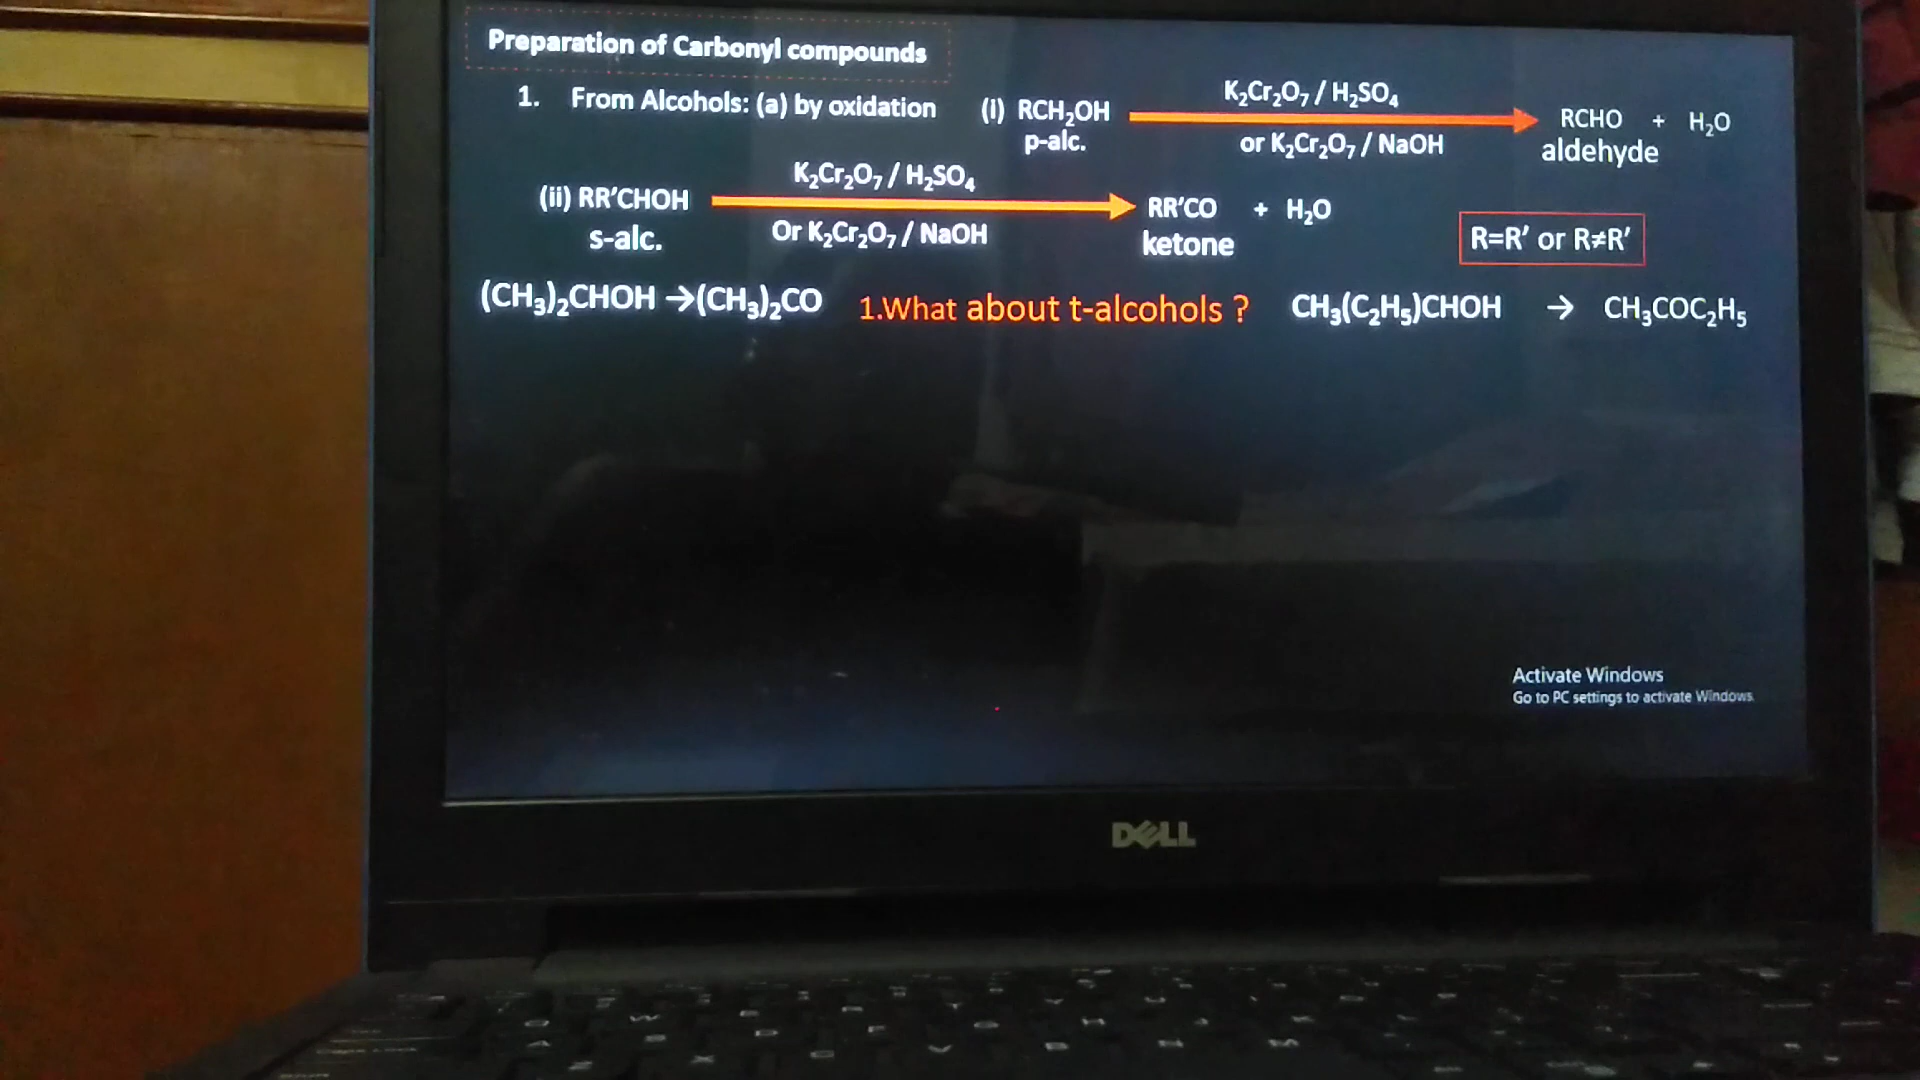 Preparation of Carbonyl compounds
1. From Alcohols: (a) by oxidation (i) RCH₂OH K₂Cr₂O₇ / H₂SO₄ RCHO + H₂O
p-alc. or K₂Cr₂O₇ / NaOH aldehyde
K₂Cr₂O₇ / H₂SO₄
(ii) RR′CHOH RR′CO + H₂O
s-alc. Or K₂Cr₂O₇ / NaOH ketone R=R′ or R≠R′
(CH₃)₂CHOH →(CH₃)₂CO 1.What about t-alcohols ? CH₃(C₂H₅)CHOH → CH₃COC₂H₅
Activate Windows
Go to PC settings to activate Windows.
DELL